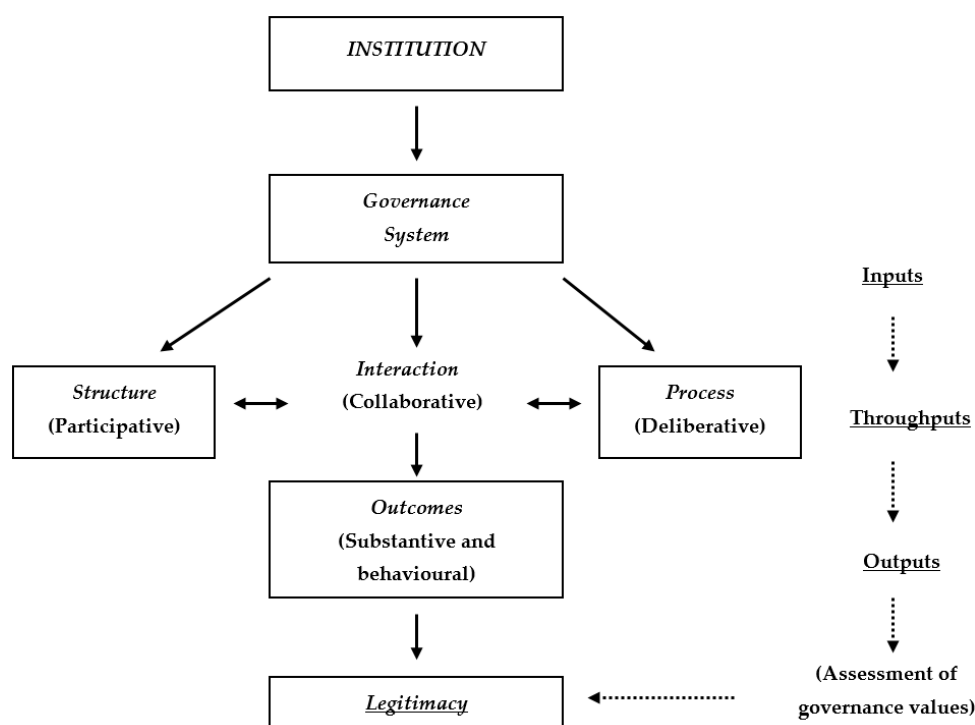 INSTITUTION
Governance
System
Inputs
Structure
(Participative)
Interaction
(Collaborative)
Process
(Deliberative)
Throughputs
Outcomes
(Substantive and
behavioural)
Outputs
Legitimacy
(Assessment of
governance values)